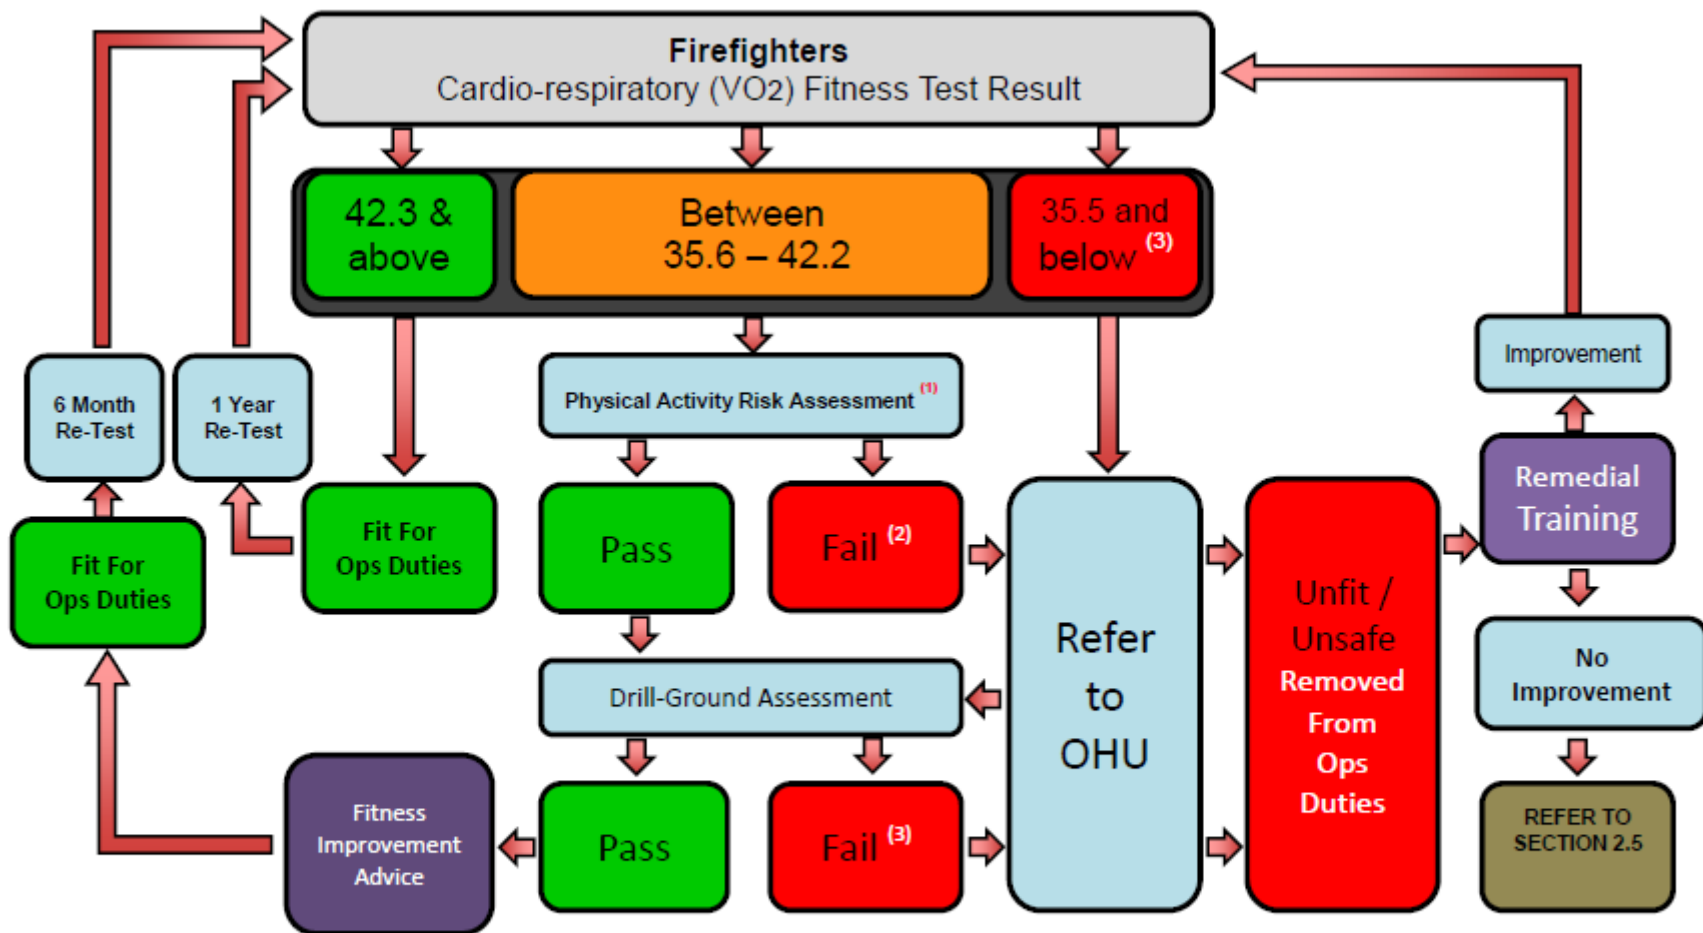 Firefighters
Cardio-respiratory (VO2) Fitness Test Result
42.3 &
above
Between
35.6 – 42.2
35.5 and
below (3)
Improvement
6 Month
Re-Test
1 Year
Re-Test
Physical Activity Risk Assessment (1)
Remedial
Training
Fit For
Ops Duties
Fit For
Ops Duties
Pass
Fail (2)
Refer
to
OHU
Unfit /
Unsafe
Removed
From
Ops
Duties
No
Improvement
Drill-Ground Assessment
Fitness
Improvement
Advice
Pass
Fail (3)
REFER TO
SECTION 2.5